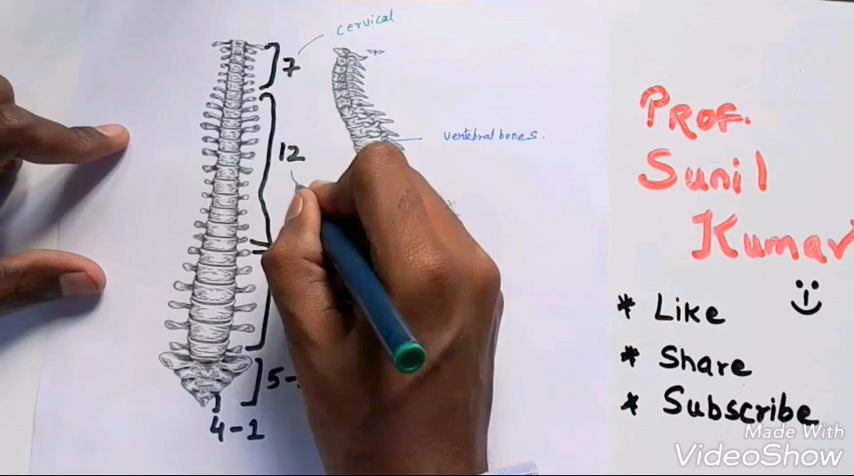 cervical
7
vertebral bones.
12
5-
4-1
Prof.
Sunil
Kumar
* Like
* Share
* Subscribe
Made With
VideoShow